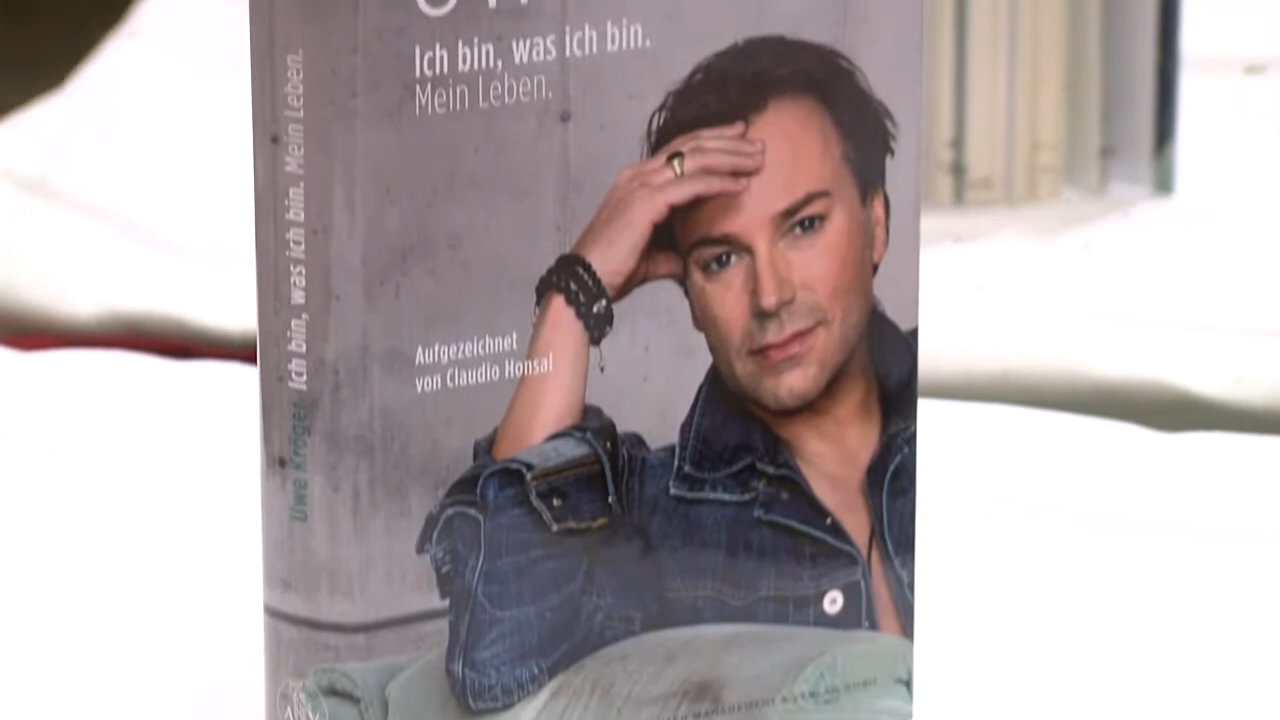 Ich bin, was ich bin.
Mein Leben.
Aufgezeichnet
von Claudio Honsal
Uwe Kröger Ich bin, was ich bin. Mein Leben.